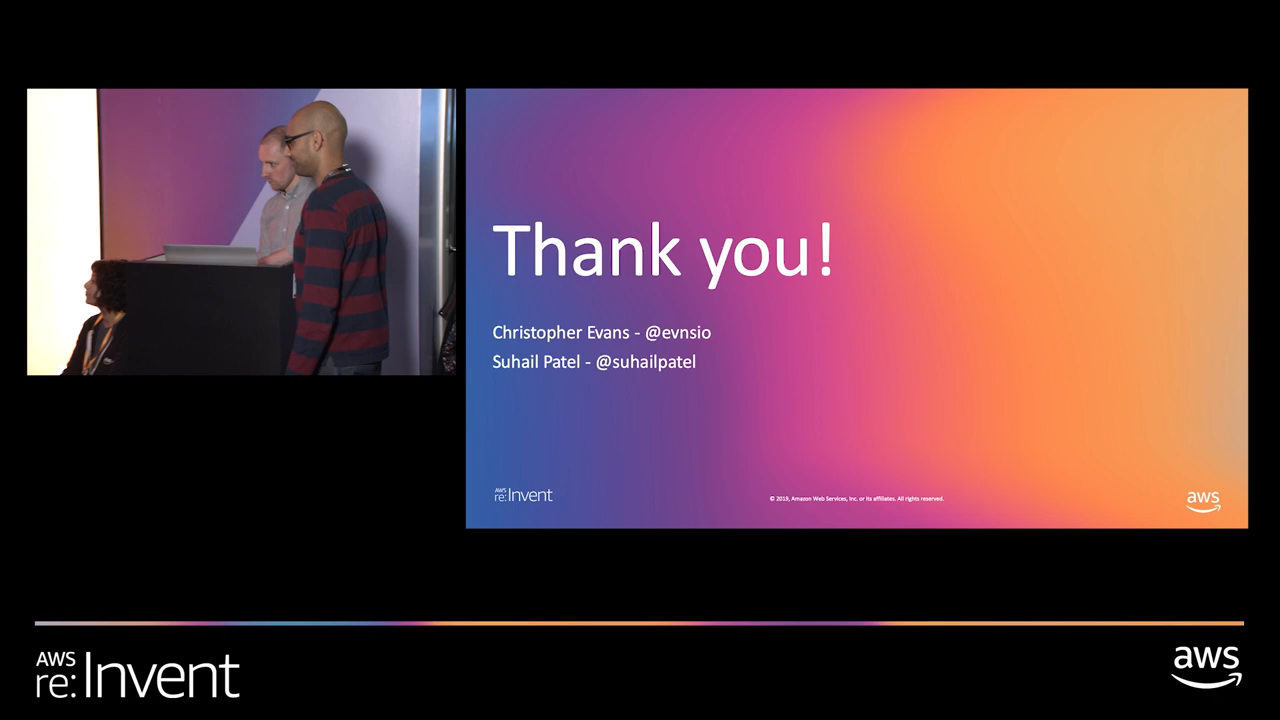 Thank you!
Christopher Evans - @evnsio
Suhail Patel - @suhailpatel
AWS
re:Invent
© 2019, Amazon Web Services, Inc. or its affiliates. All rights reserved.
aws
AWS
re:Invent
aws